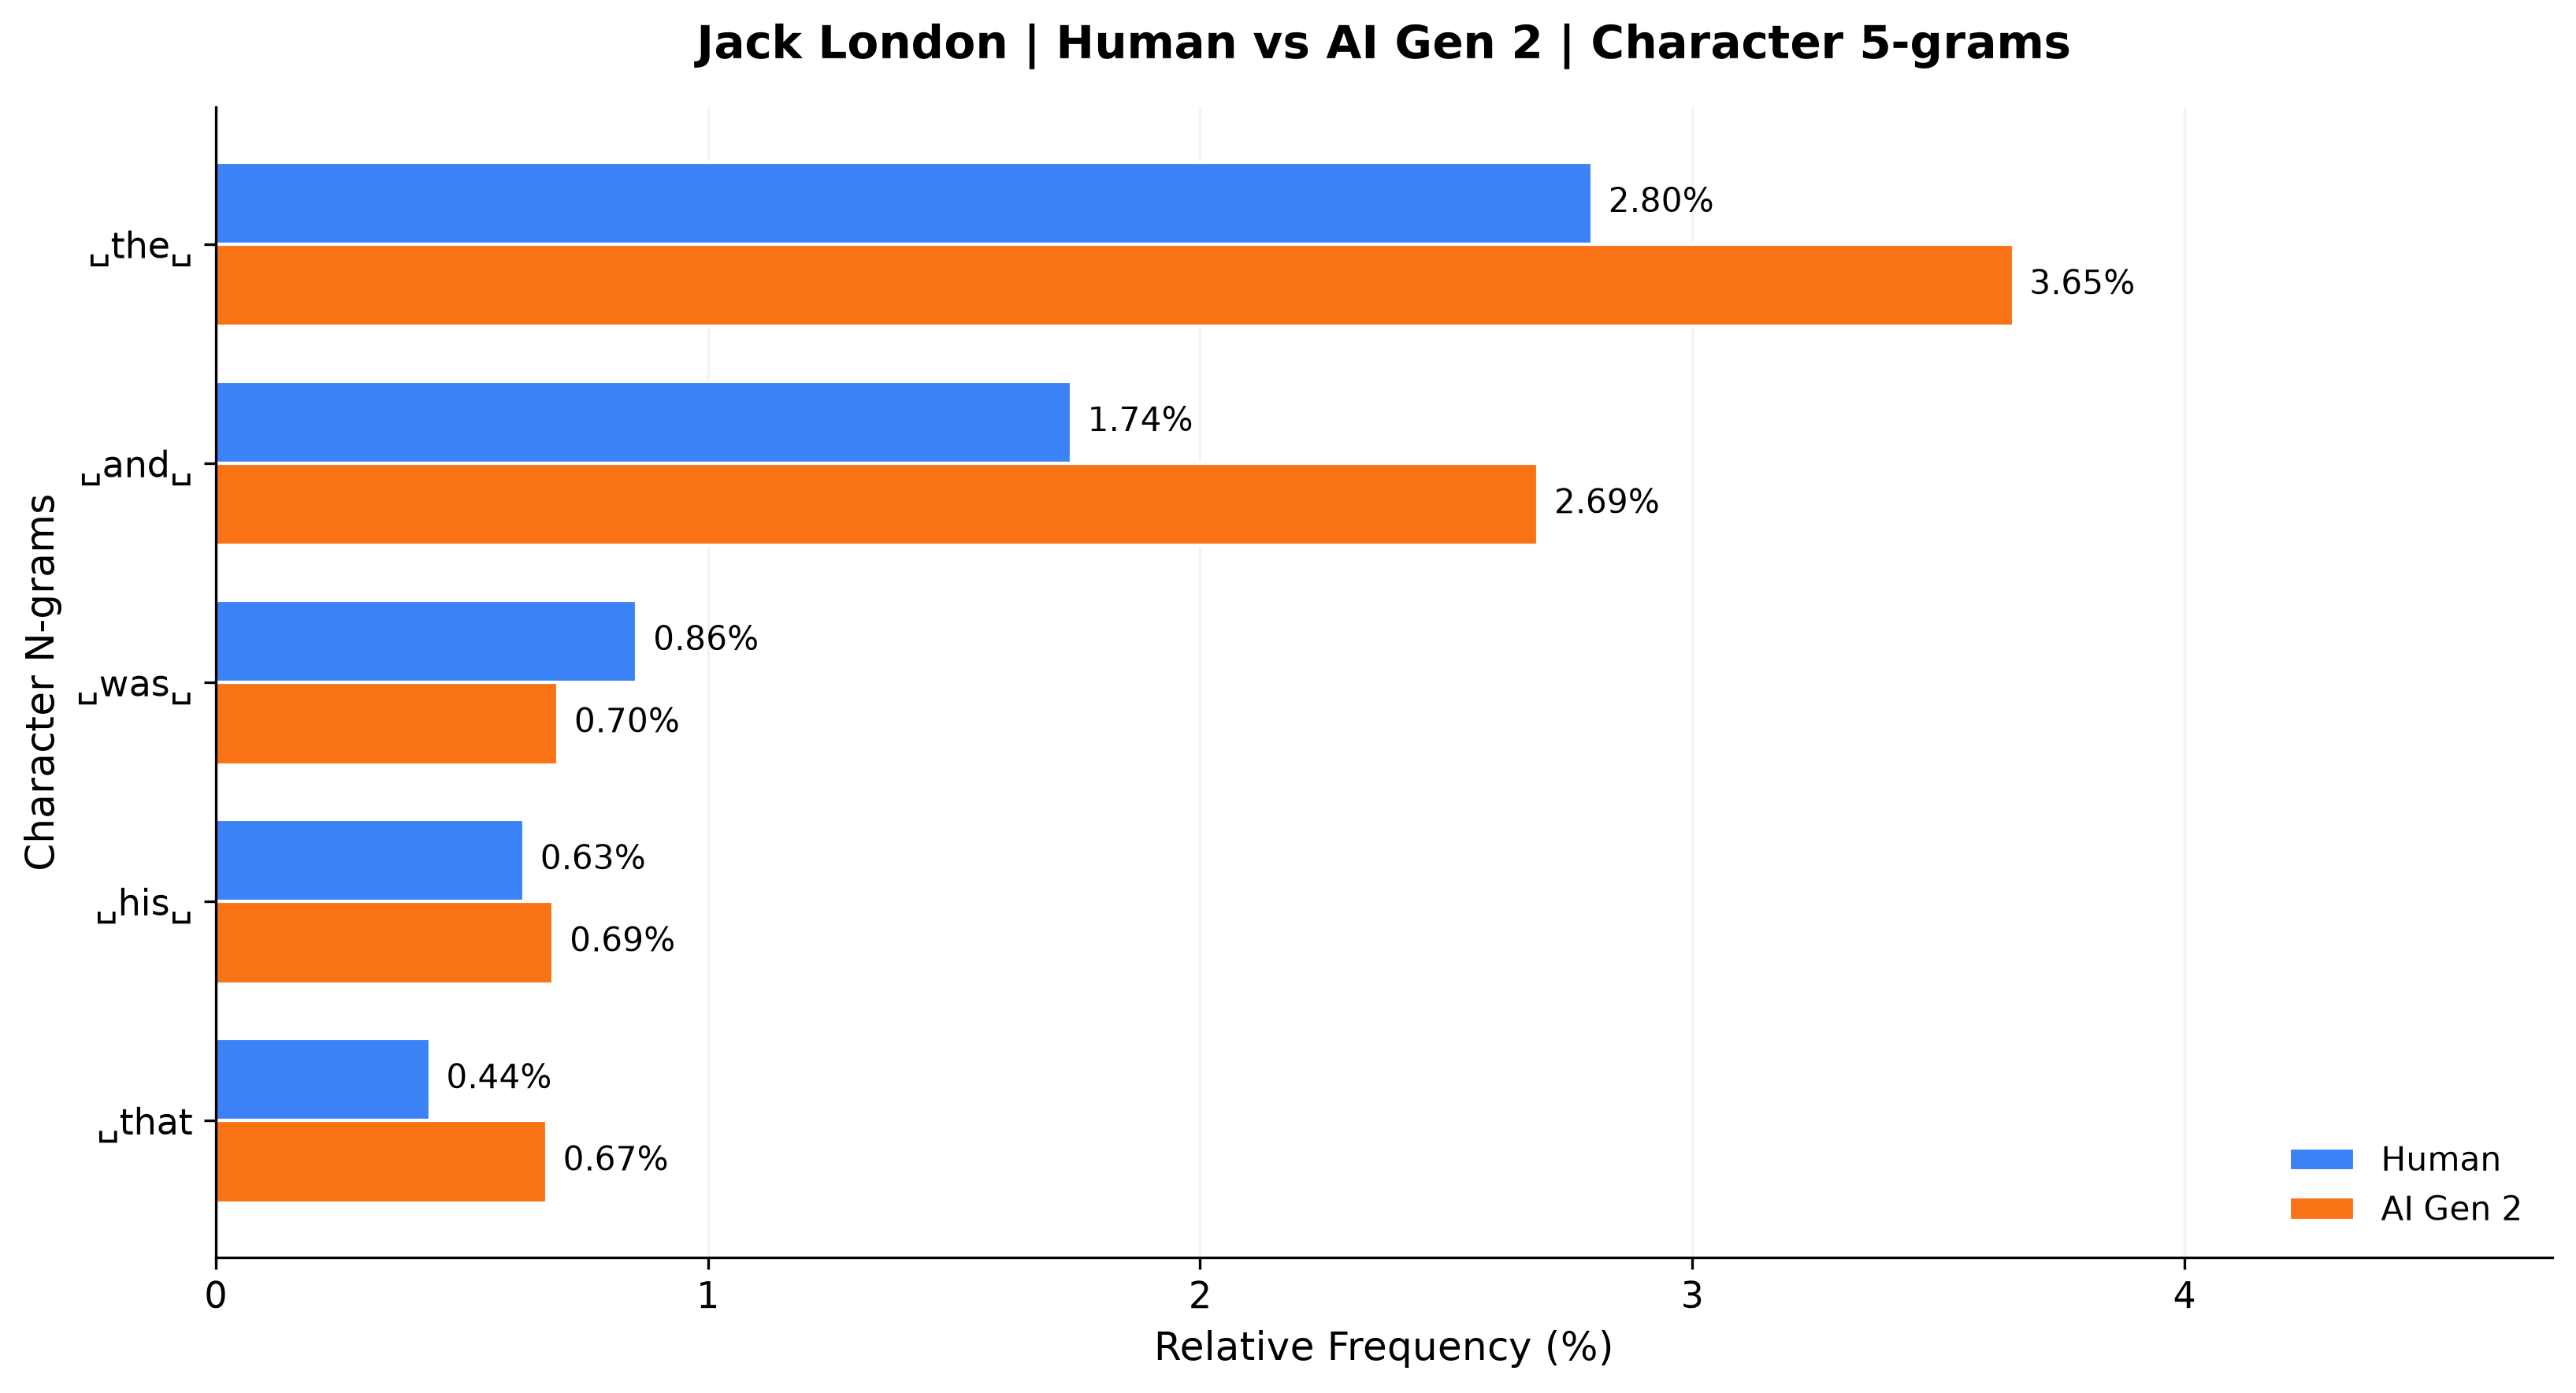 Jack London | Human vs AI Gen 2 | Character 5-grams
Character N-grams
␣the␣
2.80%
3.65%
␣and␣
1.74%
2.69%
␣was␣
0.86%
0.70%
␣his␣
0.63%
0.69%
␣that
0.44%
0.67%
Human
AI Gen 2
0 1 2 3 4
Relative Frequency (%)